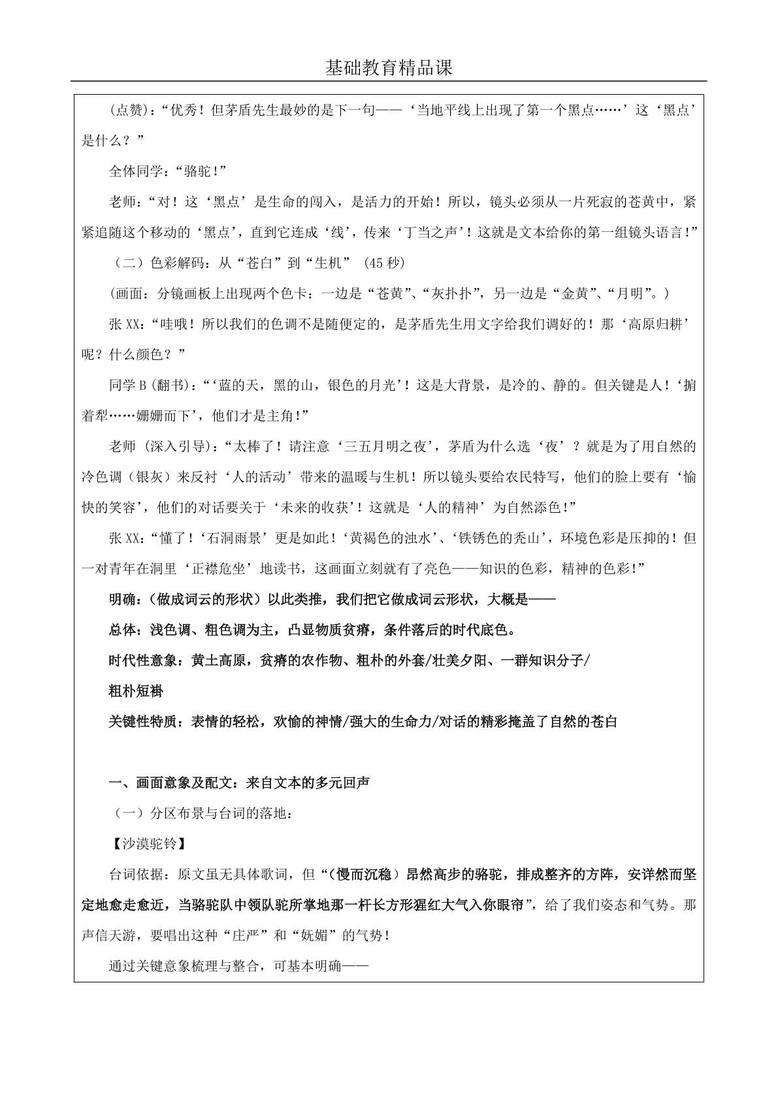 基础教育精品课
(点赞)：“优秀！但茅盾先生最妙的是下一句——‘当地平线上出现了第一个黑点……’这‘黑点’
是什么？”
全体同学：“骆驼！”
老师：“对！这‘黑点’是生命的闯入，是活力的开始！所以，镜头必须从一片死寂的苍黄中，紧
紧追随这个移动的‘黑点’，直到它连成‘线’，传来‘丁当之声’！这就是文本给你的第一组镜头语言！”
（二）色彩解码：从“苍白”到“生机” (45 秒)
(画面：分镜画板上出现两个色卡：一边是“苍黄”、“灰扑扑”，另一边是“金黄”、“月明”。)
张 XX：“哇哦！所以我们的色调不是随便定的，是茅盾先生用文字给我们调好的！那‘高原归耕’
呢？什么颜色？”
同学 B (翻书)：“‘蓝的天，黑的山，银色的月光’！这是大背景，是冷的、静的。但关键是人！‘掮
着犁……姗姗而下’，他们才是主角！”
老师 (深入引导)：“太棒了！请注意‘三五月明之夜’，茅盾为什么选‘夜’？就是为了用自然的
冷色调（银灰）来反衬‘人的活动’带来的温暖与生机！所以镜头要给农民特写，他们的脸上要有‘愉
快的笑容’，他们的对话要关于‘未来的收获’！这就是‘人的精神’为自然添色！”
张 XX：“懂了！‘石洞雨景’更是如此！‘黄褐色的浊水’、‘铁锈色的秃山’，环境色彩是压抑的！但
一对青年在洞里‘正襟危坐’地读书，这画面立刻就有了亮色——知识的色彩，精神的色彩！”
明确：（做成词云的形状）以此类推，我们把它做成词云形状，大概是——
总体：浅色调、粗色调为主，凸显物质贫瘠，条件落后的时代底色。
时代性意象：黄土高原，贫瘠的农作物、粗朴的外套/壮美夕阳、一群知识分子/
粗朴短褂
关键性特质：表情的轻松，欢愉的神情/强大的生命力/对话的精彩掩盖了自然的苍白
一、画面意象及配文：来自文本的多元回声
（一）分区布景与台词的落地：
【沙漠驼铃】
台词依据：原文虽无具体歌词，但“（慢而沉稳）昂然高步的骆驼，排成整齐的方阵，安详然而坚
定地愈走愈近，当骆驼队中领队驼所掌地那一杆长方形猩红大气入你眼帘”，给了我们姿态和气势。那
声信天游，要唱出这种“庄严”和“妩媚”的气势！
通过关键意象梳理与整合，可基本明确——